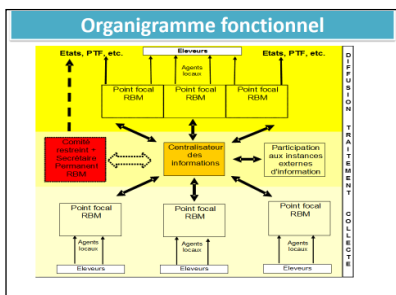 Organigramme fonctionnel
Etats, PTF, etc.
Eleveurs
Etats, PTF, etc.
Agents
locaux
Point focal
RBM
Point focal
RBM
Point focal
RBM
DIFFUSION
Comité
restraint +
Secrétaire
Permanent
RBM
Centralisateur
des
informations
Participation
aux instances
externes
d'information
TRAITEMENT
Point focal
RBM
Point focal
RBM
Point focal
RBM
Agents
locaux
Agents
locaux
Agents
locaux
Eleveurs
Eleveurs
Eleveurs
COLLECTE